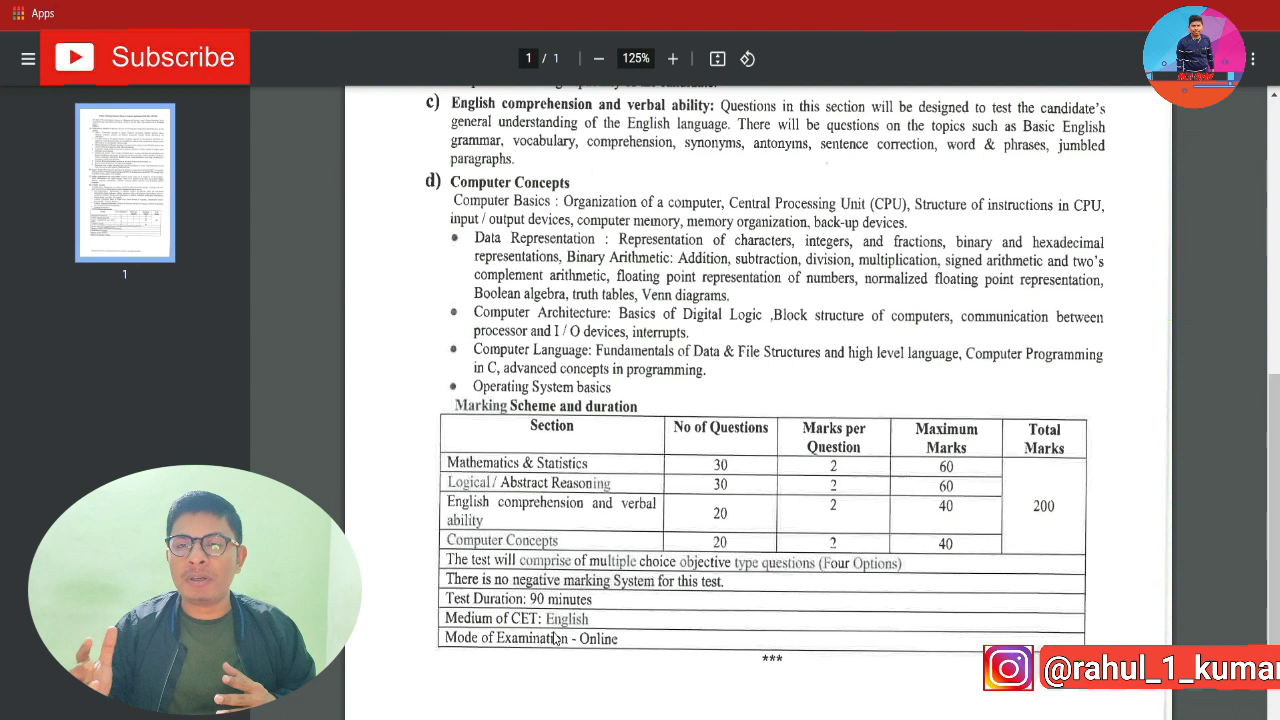 Apps
Subscribe
1 / 1
125%
c) English comprehension and verbal ability: Questions in this section will be designed to test the candidate's
general understanding of the English language. There will be questions on the topics such as Basic English
grammar, vocabulary, comprehension, synonyms, antonyms, sentence correction, word & phrases, jumbled
paragraphs.
d) Computer Concepts
Computer Basics : Organization of a computer, Central Processing Unit (CPU), Structure of instructions in CPU,
input / output devices, computer memory, memory organization, back-up devices.
Data Representation : Representation of characters, integers, and fractions, binary and hexadecimal
representations, Binary Arithmetic: Addition, subtraction, division, multiplication, signed arithmetic and two's
complement arithmetic, floating point representation of numbers, normalized floating point representation,
Boolean algebra, truth tables, Venn diagrams.
Computer Architecture: Basics of Digital Logic ,Block structure of computers, communication between
processor and I / O devices, interrupts.
Computer Language: Fundamentals of Data & File Structures and high level language, Computer Programming
in C, advanced concepts in programming.
Operating System basics
Marking Scheme and duration
Section No of Questions Marks per Question Maximum Marks Total Marks
Mathematics & Statistics 30 2 60
Logical / Abstract Reasoning 30 2 60
English comprehension and verbal ability 20 2 40 200
Computer Concepts 20 2 40
The test will comprise of multiple choice objective type questions (Four Options)
There is no negative marking System for this test.
Test Duration: 90 minutes
Medium of CET: English
Mode of Examination - Online
***
1
@rahul_1_kumar